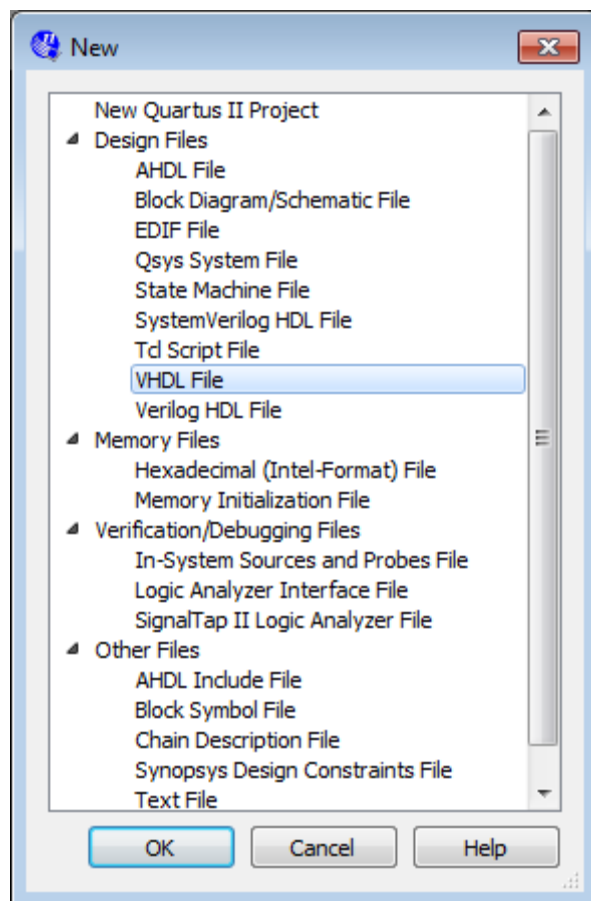 New
New Quartus II Project
Design Files
AHDL File
Block Diagram/Schematic File
EDIF File
Qsys System File
State Machine File
SystemVerilog HDL File
Tcl Script File
VHDL File
Verilog HDL File
Memory Files
Hexadecimal (Intel-Format) File
Memory Initialization File
Verification/Debugging Files
In-System Sources and Probes File
Logic Analyzer Interface File
SignalTap II Logic Analyzer File
Other Files
AHDL Include File
Block Symbol File
Chain Description File
Synopsys Design Constraints File
Text File
OK Cancel Help